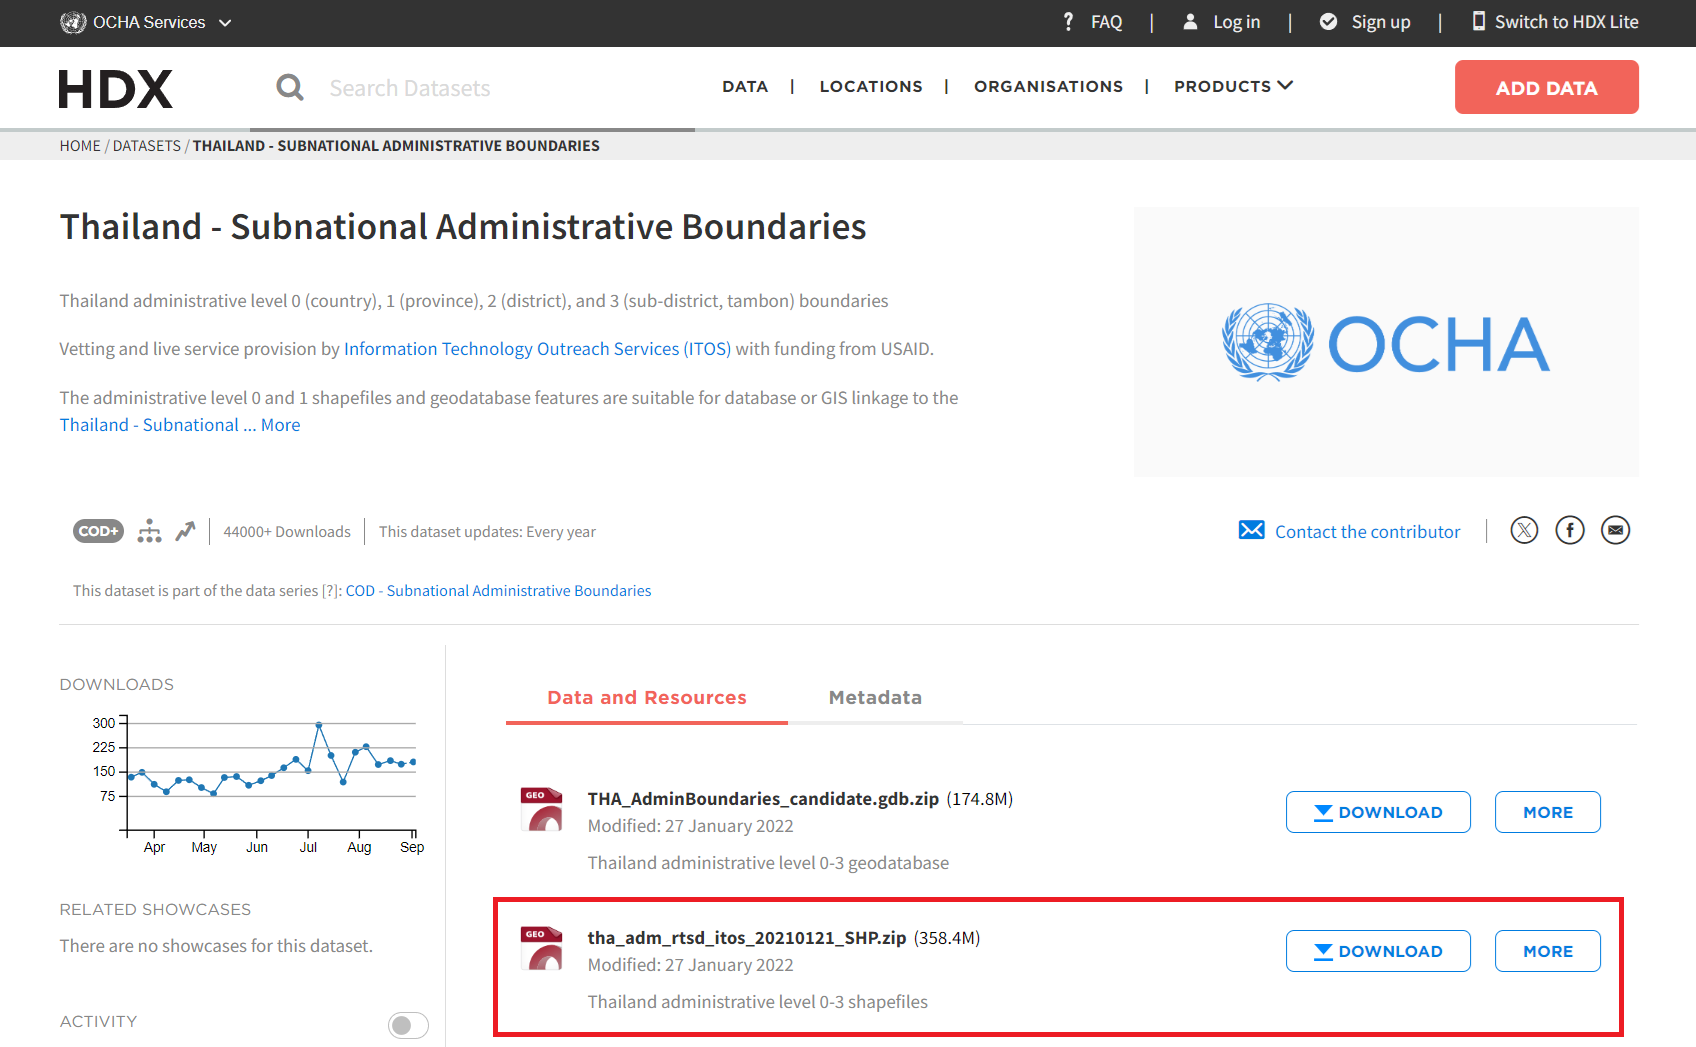 OCHA Services
FAQ | Log in | Sign up | Switch to HDX Lite
HDX
Search Datasets
DATA | LOCATIONS | ORGANISATIONS | PRODUCTS
ADD DATA
HOME / DATASETS / THAILAND - SUBNATIONAL ADMINISTRATIVE BOUNDARIES
Thailand - Subnational Administrative Boundaries
Thailand administrative level 0 (country), 1 (province), 2 (district), and 3 (sub-district, tambon) boundaries
Vetting and live service provision by Information Technology Outreach Services (ITOS) with funding from USAID.
The administrative level 0 and 1 shapefiles and geodatabase features are suitable for database or GIS linkage to the
Thailand - Subnational ... More
OCHA
COD+
44000+ Downloads
This dataset updates: Every year
Contact the contributor
This dataset is part of the data series [?]: COD - Subnational Administrative Boundaries
DOWNLOADS
300
225
150
75
Apr May Jun Jul Aug Sep
RELATED SHOWCASES
There are no showcases for this dataset.
ACTIVITY
Data and Resources
Metadata
GEO
THA_AdminBoundaries_candidate.gdb.zip (174.8M)
Modified: 27 January 2022
Thailand administrative level 0-3 geodatabase
DOWNLOAD
MORE
GEO
tha_adm_rtsd_itos_20210121_SHP.zip (358.4M)
Modified: 27 January 2022
Thailand administrative level 0-3 shapefiles
DOWNLOAD
MORE